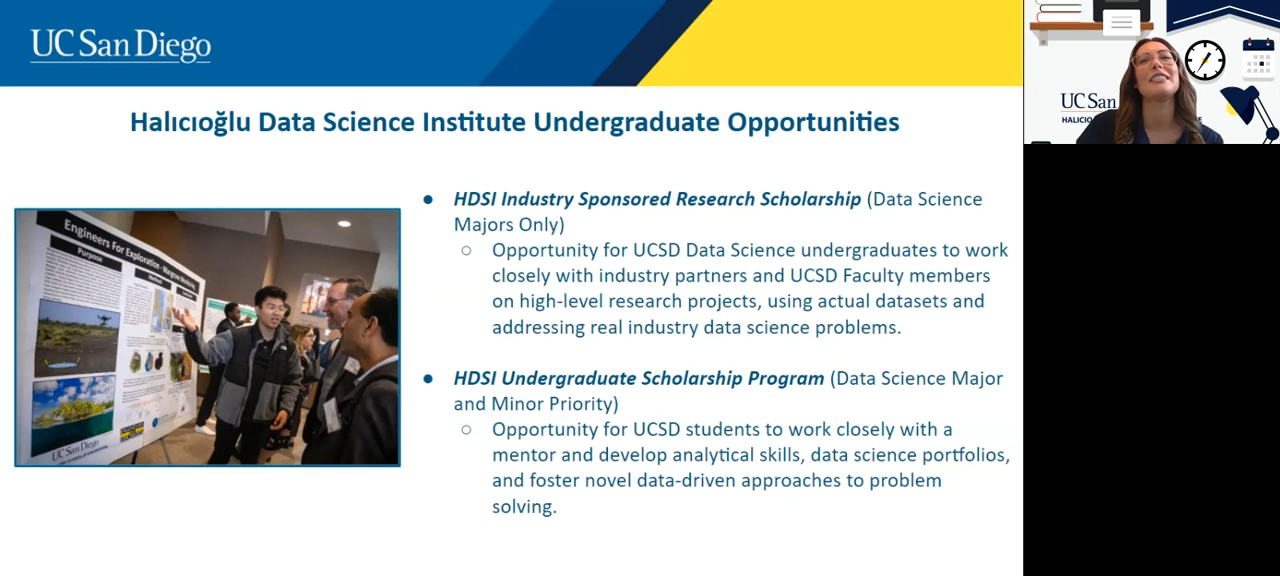 UC San Diego
Halıcıoğlu Data Science Institute Undergraduate Opportunities
● HDSI Industry Sponsored Research Scholarship (Data Science
Majors Only)
○ Opportunity for UCSD Data Science undergraduates to work
closely with industry partners and UCSD Faculty members
on high-level research projects, using actual datasets and
addressing real industry data science problems.
● HDSI Undergraduate Scholarship Program (Data Science Major
and Minor Priority)
○ Opportunity for UCSD students to work closely with a
mentor and develop analytical skills, data science portfolios,
and foster novel data-driven approaches to problem
solving.
Engineers For Exploration - Mangrove Monitoring
Purpose
UC San Diego
UC San
HALICIO